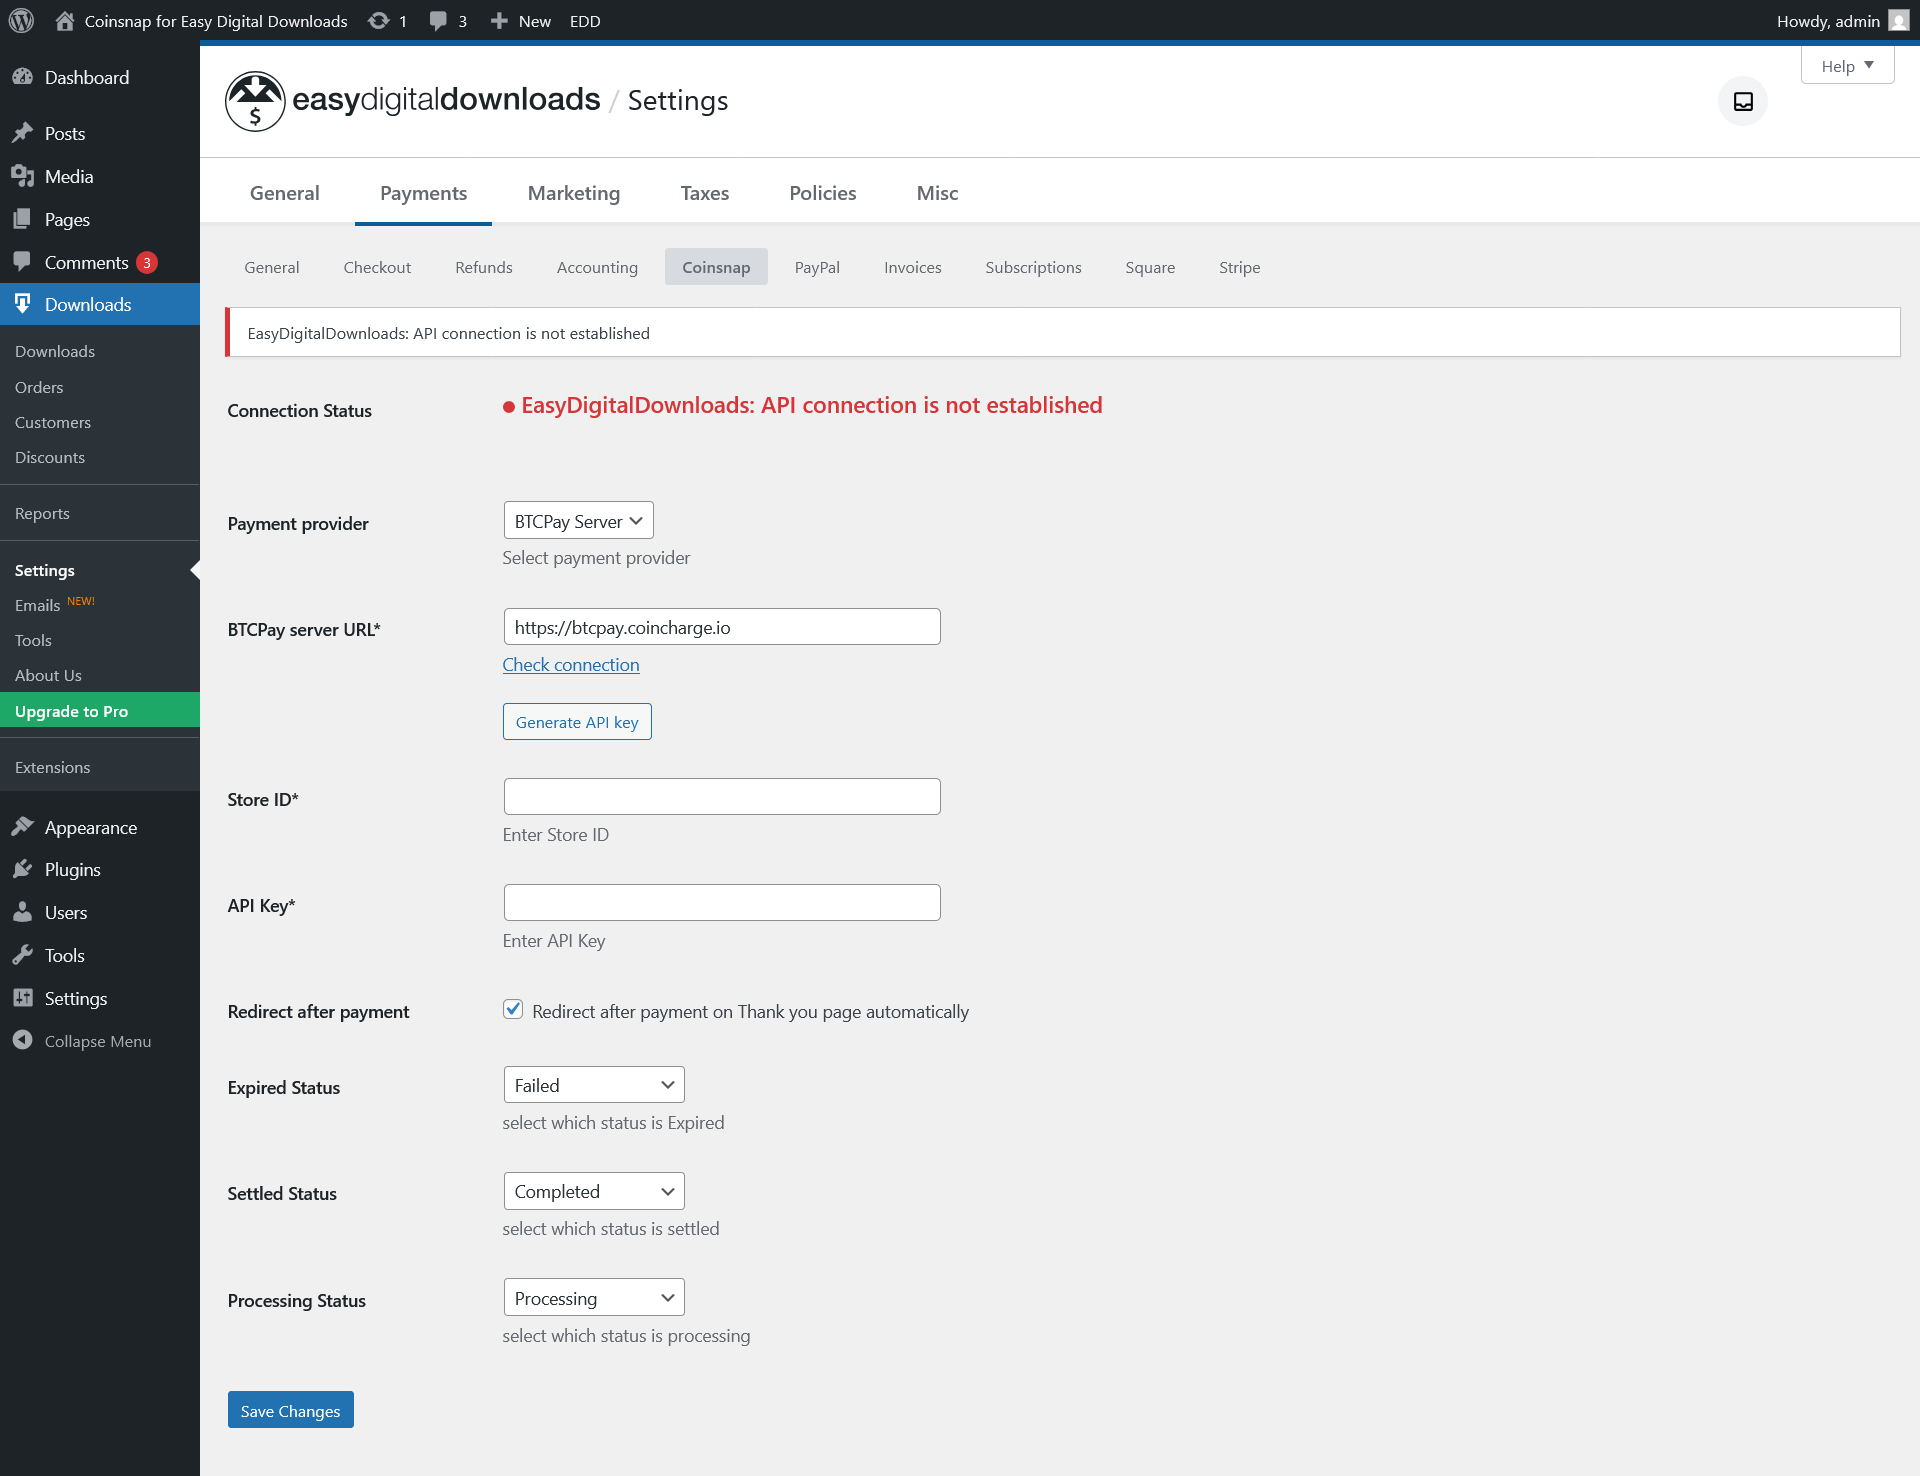 Coinsnap for Easy Digital Downloads 1 3 New EDD Howdy, admin
Dashboard
Posts
Media
Pages
Comments 3
Downloads
Downloads
Orders
Customers
Discounts
Reports
Settings
Emails NEW!
Tools
About Us
Upgrade to Pro
Extensions
Appearance
Plugins
Users
Tools
Settings
Collapse Menu
Help
$ easydigitaldownloads / Settings
General Payments Marketing Taxes Policies Misc
General Checkout Refunds Accounting Coinsnap PayPal Invoices Subscriptions Square Stripe
EasyDigitalDownloads: API connection is not established
Connection Status EasyDigitalDownloads: API connection is not established
Payment provider BTCPay Server
Select payment provider
BTCPay server URL* https://btcpay.coincharge.io
Check connection
Generate API key
Store ID*
Enter Store ID
API Key*
Enter API Key
Redirect after payment Redirect after payment on Thank you page automatically
Expired Status Failed
select which status is Expired
Settled Status Completed
select which status is settled
Processing Status Processing
select which status is processing
Save Changes